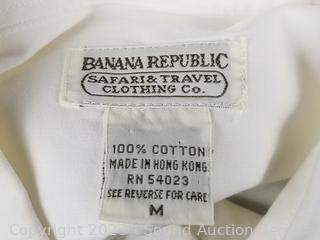 BANANA REPUBLIC
SAFARI & TRAVEL
CLOTHING Co.
100% COTTON
MADE IN HONG KONG
RN 54023
SEE REVERSE FOR CARE
M